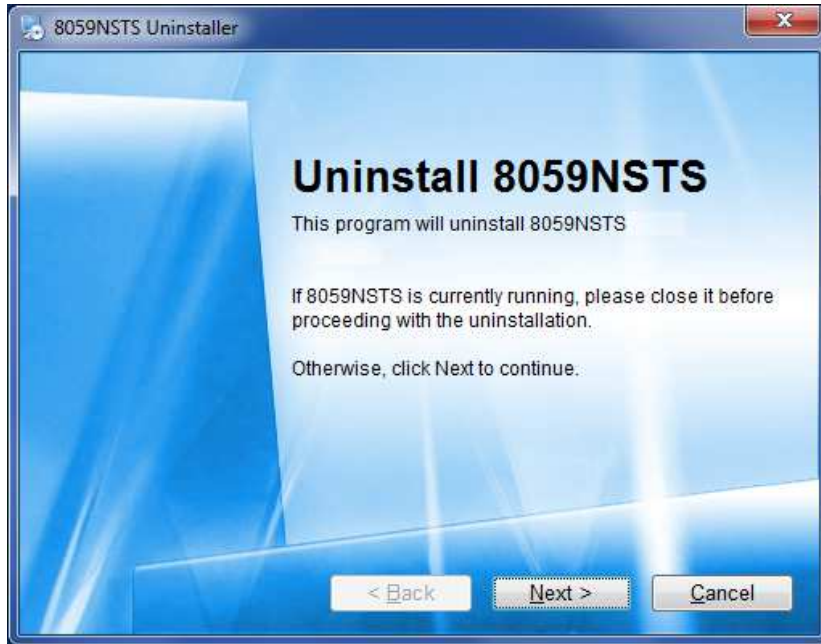 8059NSTS Uninstaller
Uninstall 8059NSTS
This program will uninstall 8059NSTS
If 8059NSTS is currently running, please close it before
proceeding with the uninstallation.
Otherwise, click Next to continue.
< Back
Next >
Cancel